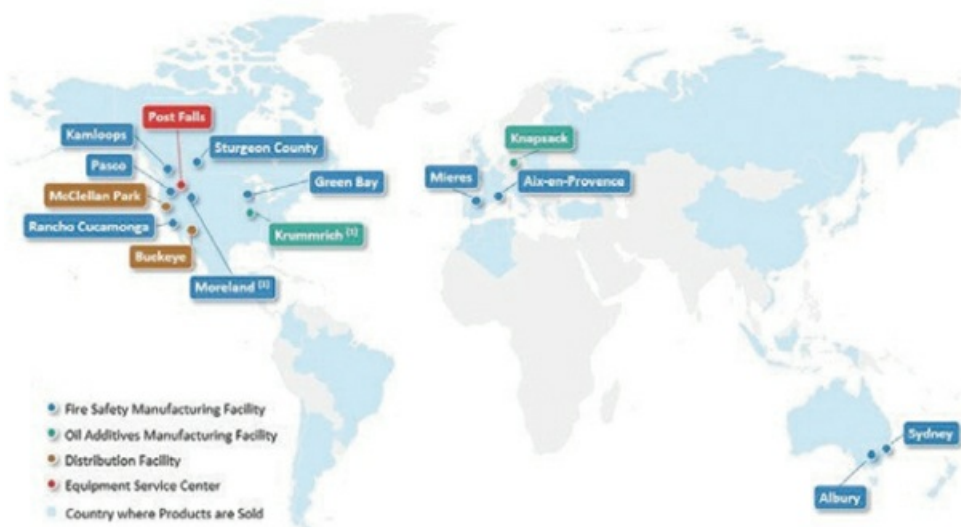 Post Falls
Kamloops
Sturgeon County
Knapsack
Pasco
Green Bay
Mieres
Aix-en-Provence
McClellan Park
Rancho Cucamonga
Krummrich [1]
Buckeye
Moreland [1]
Fire Safety Manufacturing Facility
Oil Additives Manufacturing Facility
Distribution Facility
Equipment Service Center
Country where Products are Sold
Sydney
Albury